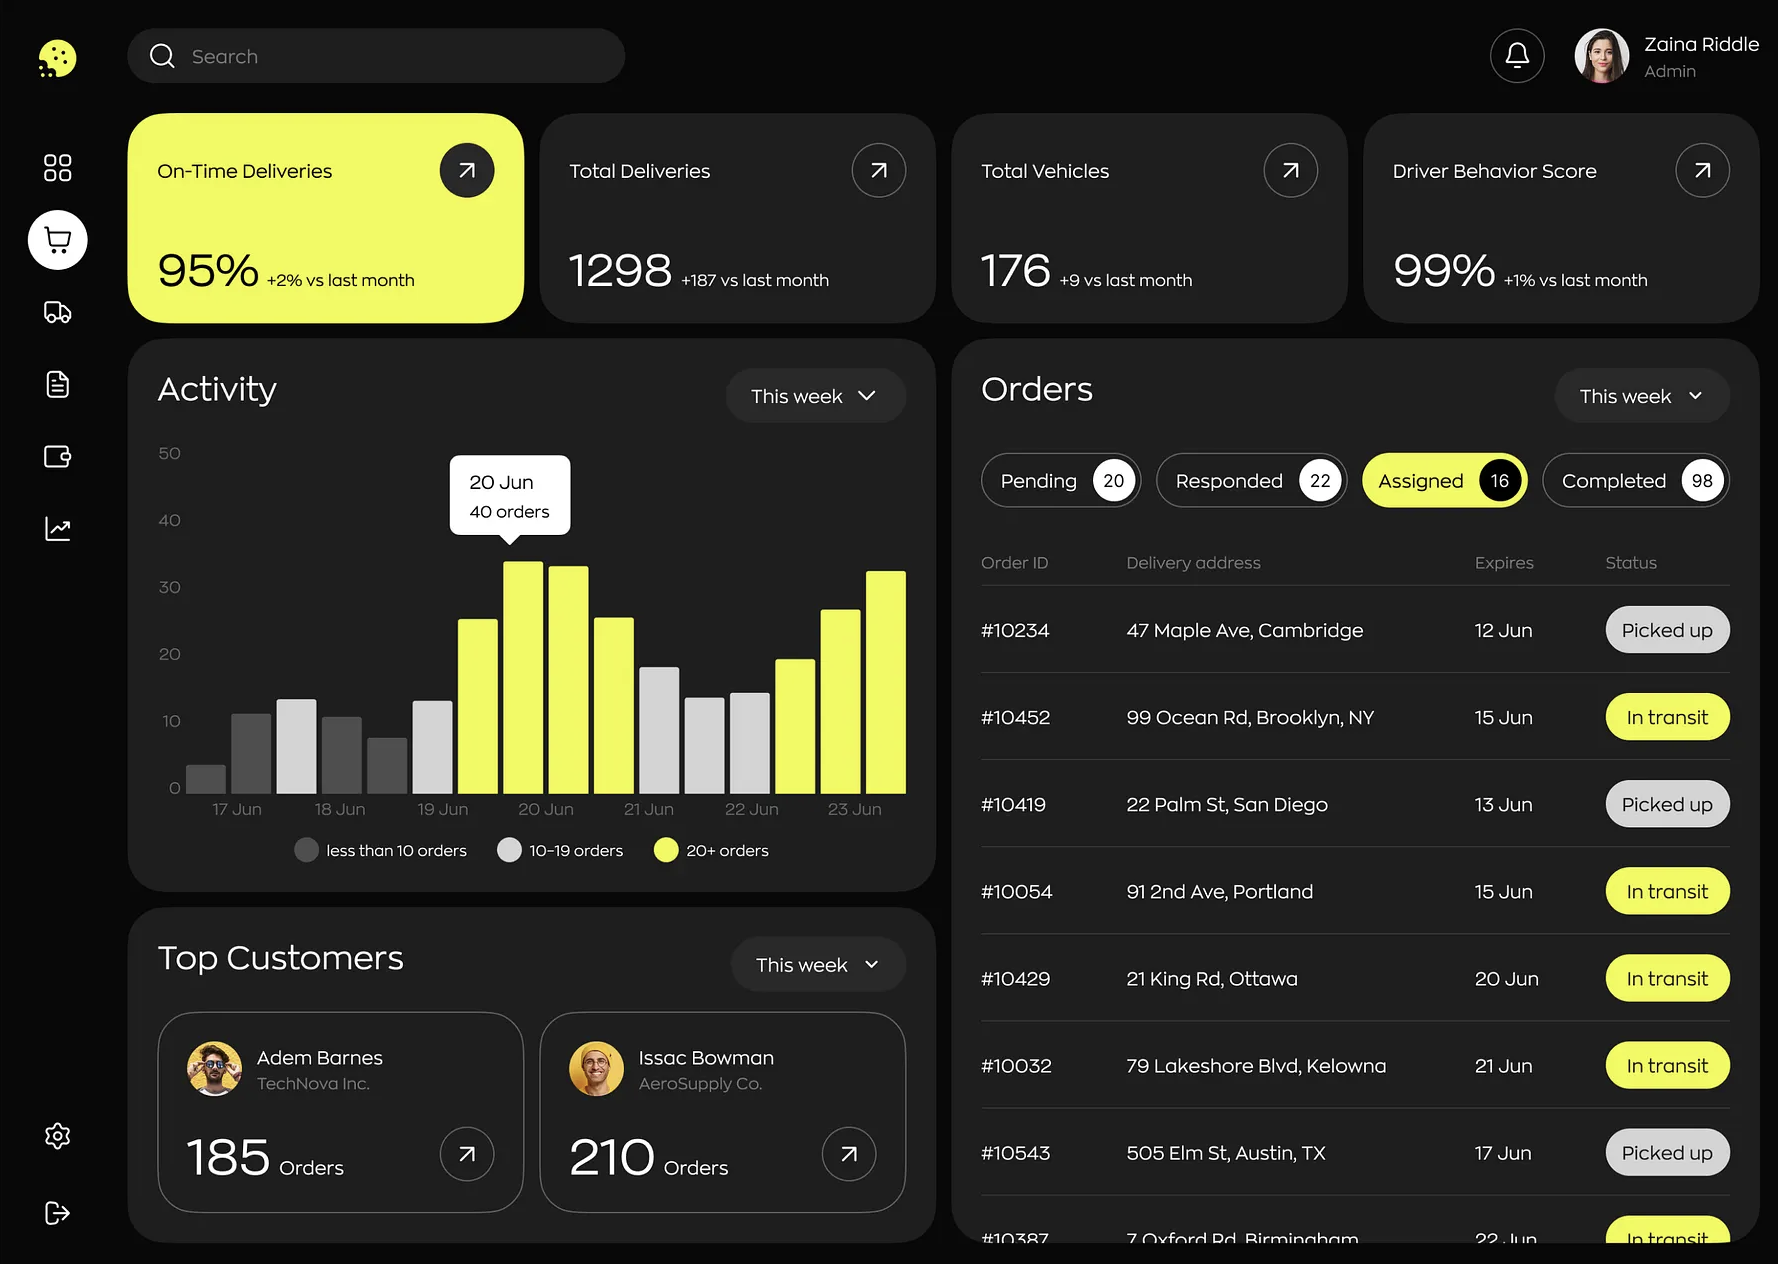 Search
Zaina Riddle
Admin
On-Time Deliveries
95% +2% vs last month
Total Deliveries
1298 +187 vs last month
Total Vehicles
176 +9 vs last month
Driver Behavior Score
99% +1% vs last month
Activity
This week
50
40
30
20
10
0
20 Jun
40 orders
17 Jun 18 Jun 19 Jun 20 Jun 21 Jun 22 Jun 23 Jun
less than 10 orders 10-19 orders 20+ orders
Top Customers
This week
Adem Barnes
TechNova Inc.
185 Orders
Issac Bowman
AeroSupply Co.
210 Orders
Orders
This week
Pending 20 Responded 22 Assigned 16 Completed 98
Order ID Delivery address Expires Status
#10234 47 Maple Ave, Cambridge 12 Jun Picked up
#10452 99 Ocean Rd, Brooklyn, NY 15 Jun In transit
#10419 22 Palm St, San Diego 13 Jun Picked up
#10054 91 2nd Ave, Portland 15 Jun In transit
#10429 21 King Rd, Ottawa 20 Jun In transit
#10032 79 Lakeshore Blvd, Kelowna 21 Jun In transit
#10543 505 Elm St, Austin, TX 17 Jun Picked up
#10387 7 Oxford Rd, Birmingham 22 Jun In transit